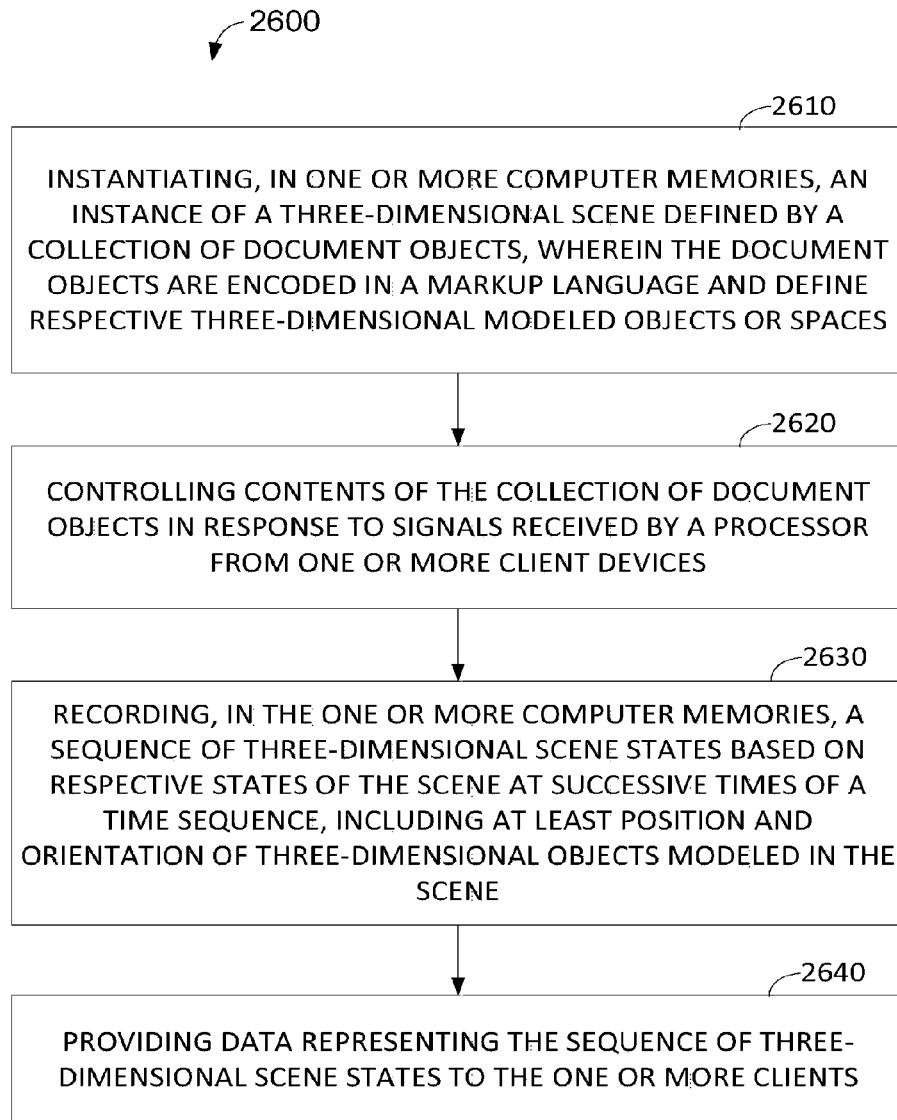 2600
2610
INSTANTIATING, IN ONE OR MORE COMPUTER MEMORIES, AN
INSTANCE OF A THREE-DIMENSIONAL SCENE DEFINED BY A
COLLECTION OF DOCUMENT OBJECTS, WHEREIN THE DOCUMENT
OBJECTS ARE ENCODED IN A MARKUP LANGUAGE AND DEFINE
RESPECTIVE THREE-DIMENSIONAL MODELED OBJECTS OR SPACES
2620
CONTROLLING CONTENTS OF THE COLLECTION OF DOCUMENT
OBJECTS IN RESPONSE TO SIGNALS RECEIVED BY A PROCESSOR
FROM ONE OR MORE CLIENT DEVICES
2630
RECORDING, IN THE ONE OR MORE COMPUTER MEMORIES, A
SEQUENCE OF THREE-DIMENSIONAL SCENE STATES BASED ON
RESPECTIVE STATES OF THE SCENE AT SUCCESSIVE TIMES OF A
TIME SEQUENCE, INCLUDING AT LEAST POSITION AND
ORIENTATION OF THREE-DIMENSIONAL OBJECTS MODELED IN THE
SCENE
2640
PROVIDING DATA REPRESENTING THE SEQUENCE OF THREE-
DIMENSIONAL SCENE STATES TO THE ONE OR MORE CLIENTS